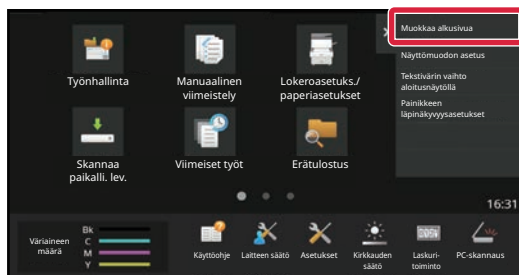 Muokkaa alkusivua
Näyttömuodon asetus
Tekstivärin vaihto
aloitusnäytöllä
Painikkeen
läpinäkyvyysasetukset
Työnhallinta
Manuaalinen
viimeistely
Lokeroasetuks./
paperiasetukset
Skannaa
paikalli. lev.
Viimeiset työt
Erätulostus
16:31
Väriaineen
määrä
Bk
C
M
Y
Käyttöohje
Laitteen säätö
Asetukset
Kirkkauden
säätö
Laskuri-
toiminto
PC-skannaus